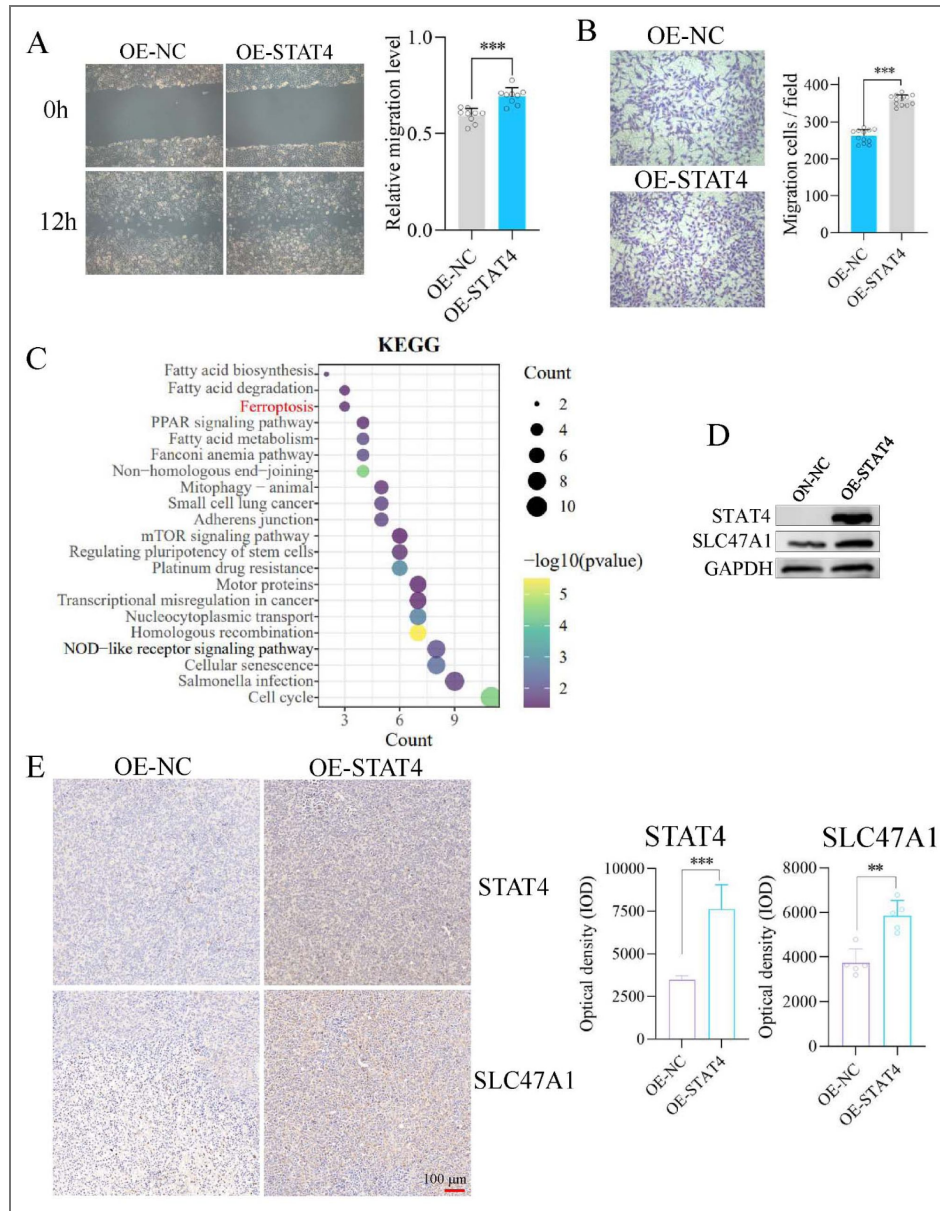 A
OE-NC
OE-STAT4
0h
12h
Relative migration level
1.0
0.5
0.0
***
OE-NC
OE-STAT4
B
OE-NC
OE-STAT4
Migration cells / field
400
300
200
100
0
***
OE-NC
OE-STAT4
C
KEGG
Fatty acid biosynthesis
Fatty acid degradation
Ferroptosis
PPAR signaling pathway
Fatty acid metabolism
Fanconi anemia pathway
Non−homologous end−joining
Mitophagy − animal
Small cell lung cancer
Adherens junction
mTOR signaling pathway
Regulating pluripotency of stem cells
Platinum drug resistance
Motor proteins
Transcriptional misregulation in cancer
Nucleocytoplasmic transport
Homologous recombination
NOD−like receptor signaling pathway
Cellular senescence
Salmonella infection
Cell cycle
3 6 9
Count
Count
2
4
6
8
10
−log10(pvalue)
5
4
3
2
D
ON-NC
OE-STAT4
STAT4
SLC47A1
GAPDH
E
OE-NC
OE-STAT4
STAT4
SLC47A1
100 μm
STAT4
Optical density (IOD)
10000
7500
5000
2500
0
***
OE-NC
OE-STAT4
SLC47A1
Optical density (IOD)
8000
6000
4000
2000
0
**
OE-NC
OE-STAT4